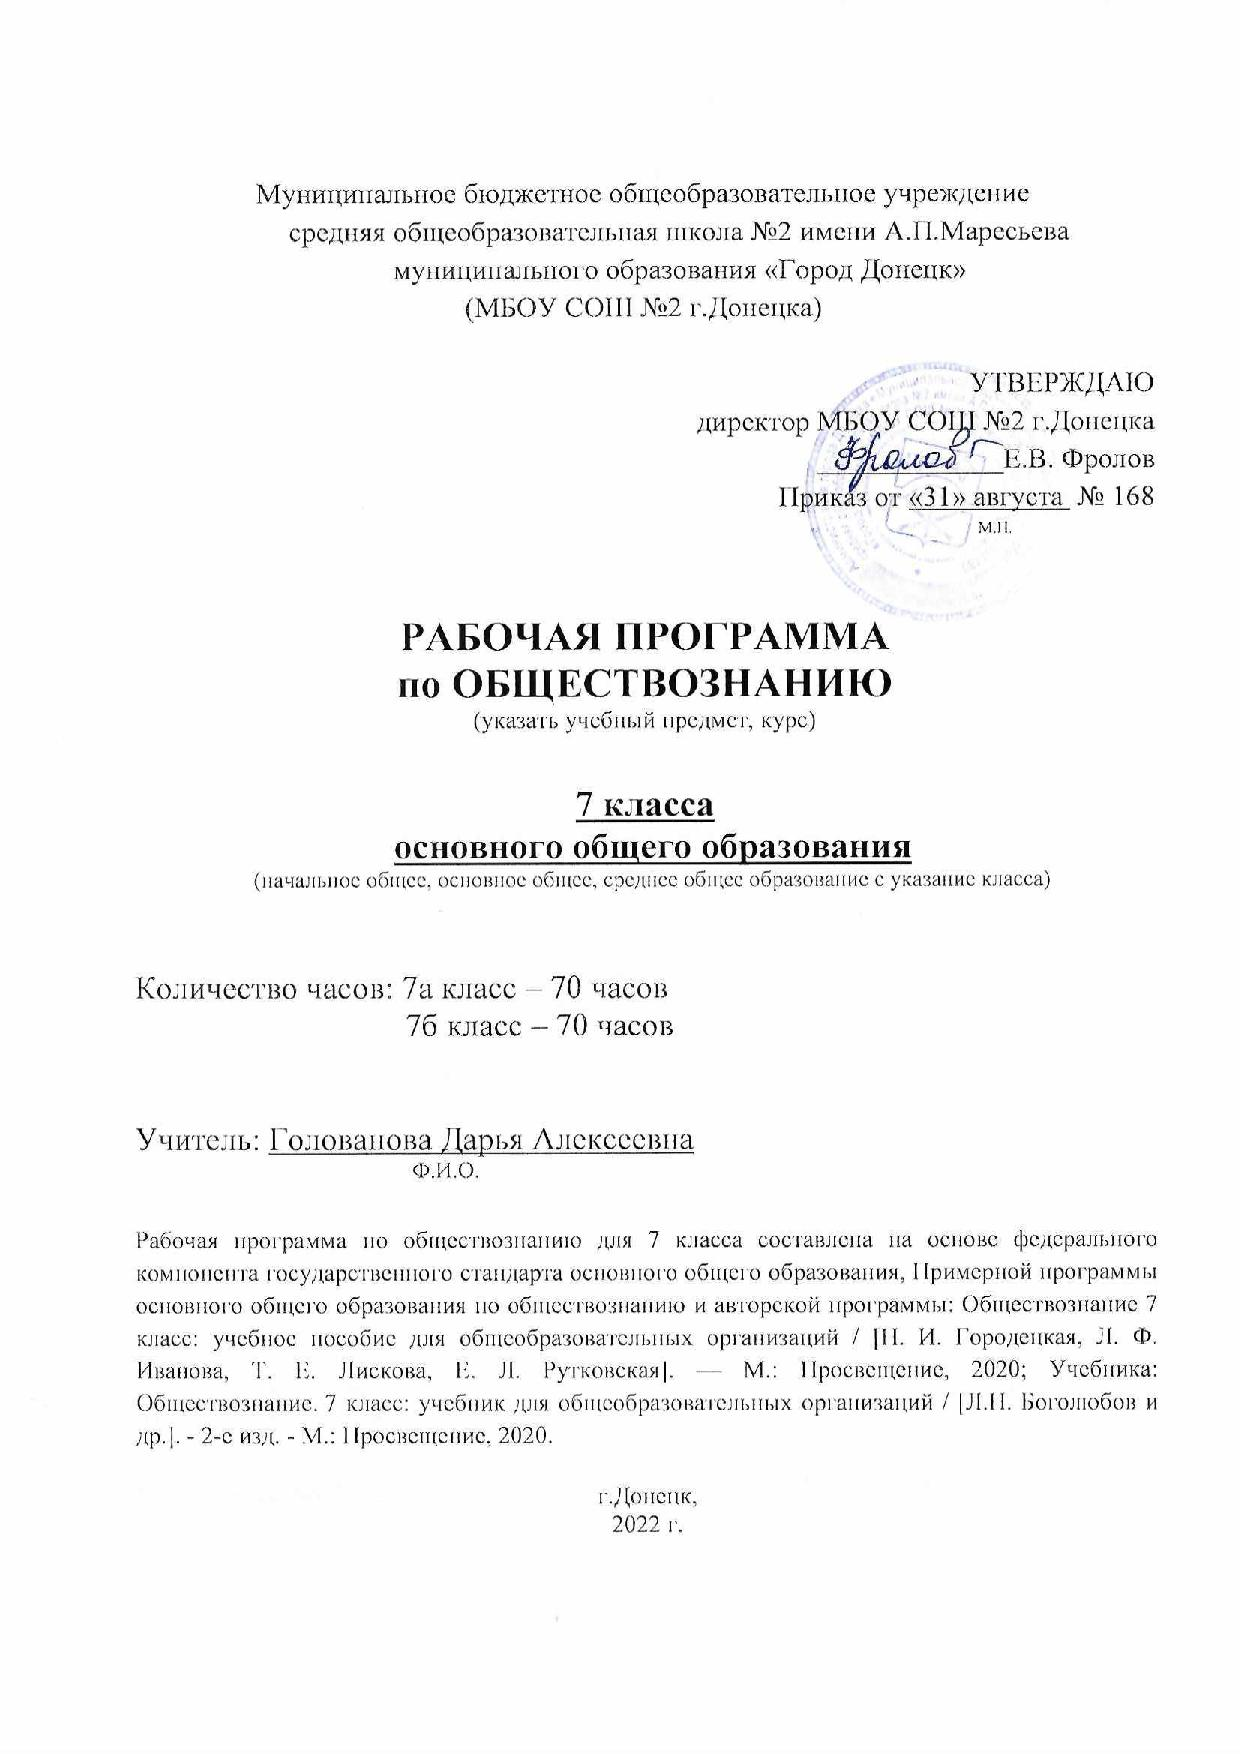 Муниципальное бюджетное общеобразовательное учреждение
средняя общеобразовательная школа №2 имени А.П.Маресьева
муниципального образования «Город Донецк»
(МБОУ СОШ №2 г.Донецка)
УТВЕРЖДАЮ
директор МБОУ СОШ №2 г.Донецка
Фролов Е.В. Фролов
Приказ от «31» августа № 168
М.П.
РАБОЧАЯ ПРОГРАММА
по ОБЩЕСТВОЗНАНИЮ
(указать учебный предмет, курс)
7 класса
основного общего образования
(начальное общее, основное общее, среднее общее образование с указание класса)
Количество часов: 7а класс – 70 часов
7б класс – 70 часов
Учитель: Голованова Дарья Алексеевна
Ф.И.О.
Рабочая программа по обществознанию для 7 класса составлена на основе федерального
компонента государственного стандарта основного общего образования, Примерной программы
основного общего образования по обществознанию и авторской программы: Обществознание 7
класс: учебное пособие для общеобразовательных организаций / [Н. И. Городецкая, Л. Ф.
Иванова, Т. Е. Лискова, Е. Л. Рутковская]. — М.: Просвещение, 2020; Учебника:
Обществознание. 7 класс: учебник для общеобразовательных организаций / [Л.Н. Боголюбов и
др.]. - 2-е изд. - М.: Просвещение, 2020.
г.Донецк,
2022 г.